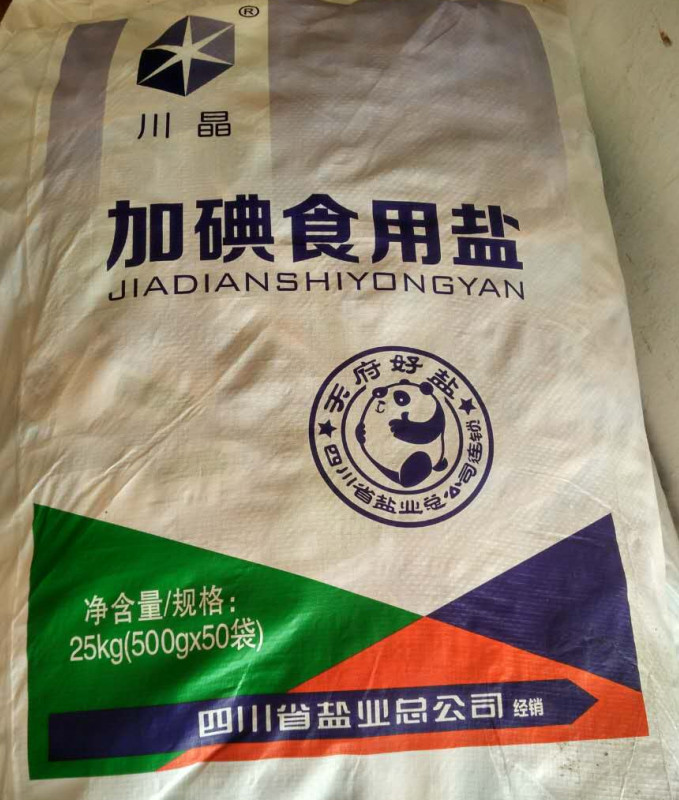 ®
川晶
加碘食用盐
JIADIANSHIYONGYAN
天府好盐
四川省盐业总公司连锁
净含量/规格:
25kg(500gx50袋)
四川省盐业总公司 经销